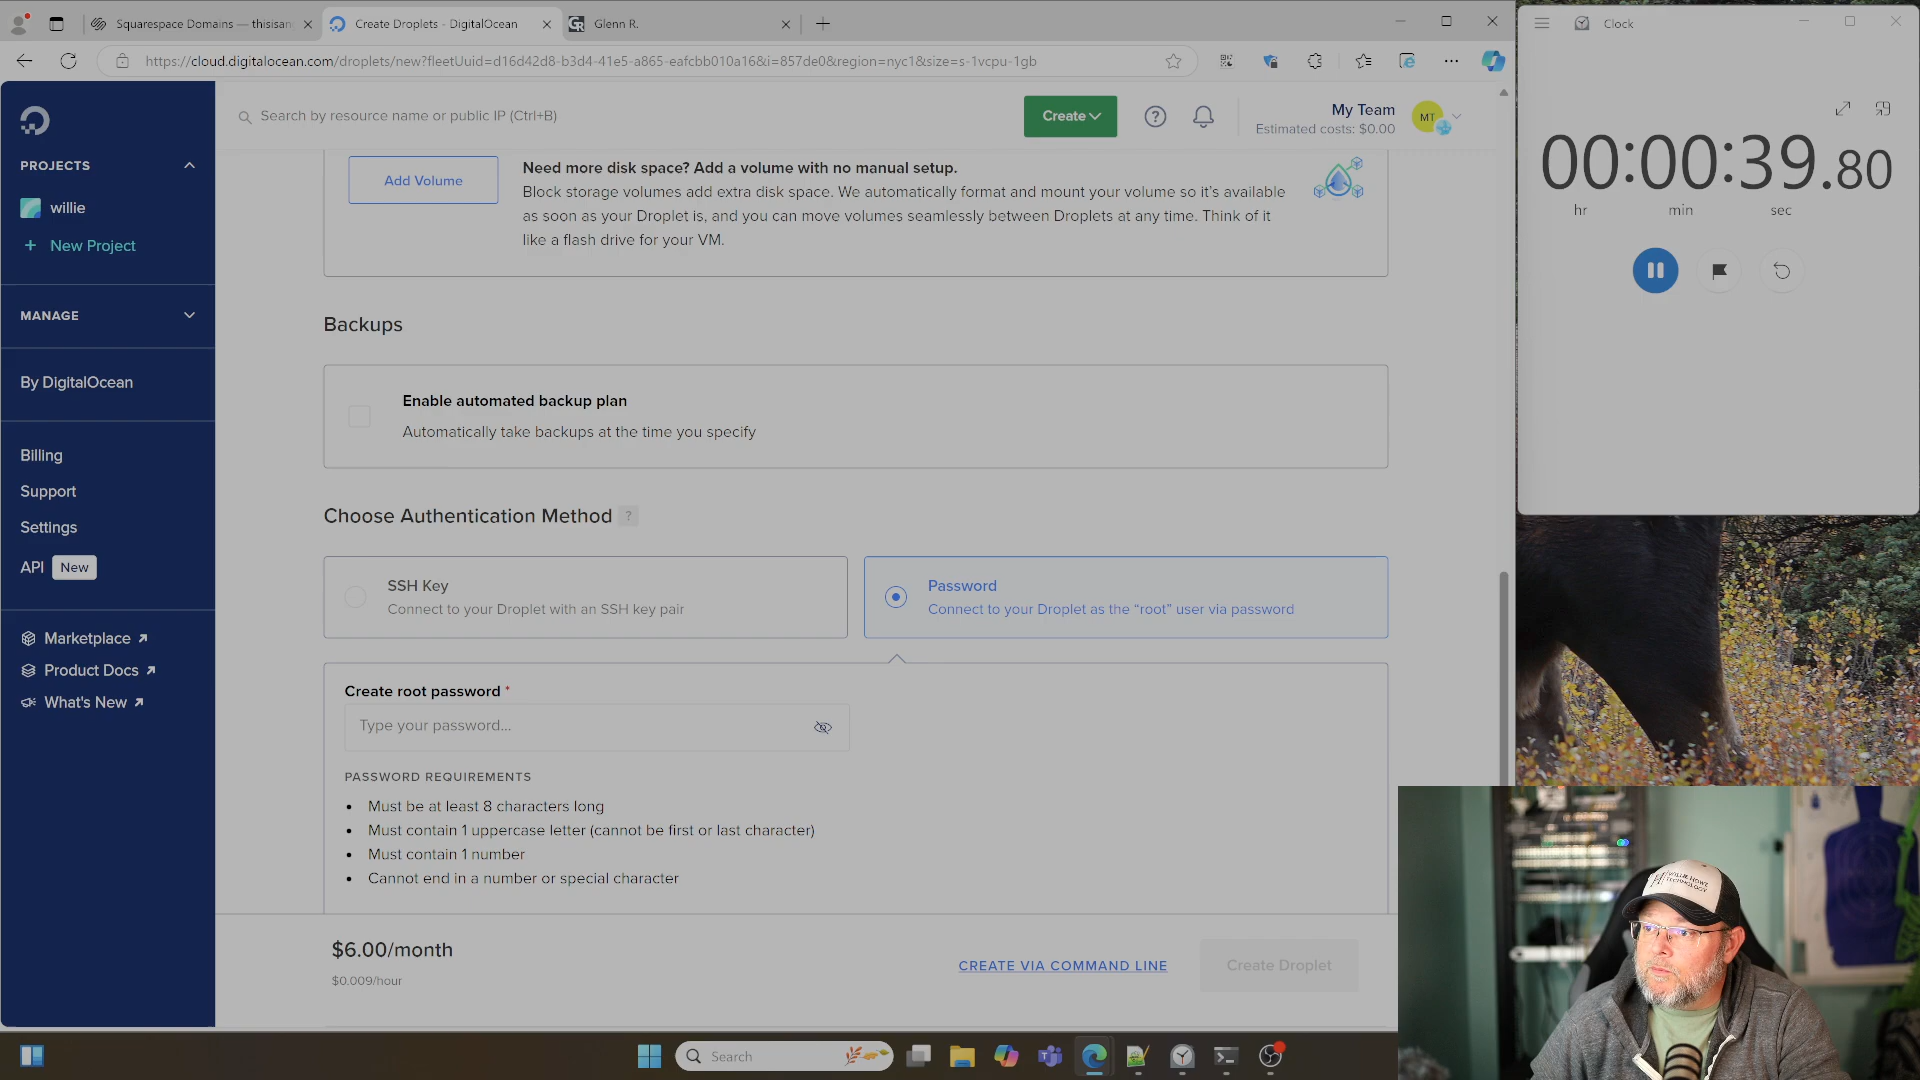 Squarespace Domains — thisisan
Create Droplets - DigitalOcean
GR
Glenn R.
https://cloud.digitalocean.com/droplets/new?fleetUuid=d16d42d8-b3d4-41e5-a865-eafcbb010a16&i=857de0&region=nyc1&size=s-1vcpu-1gb
Clock
Search by resource name or public IP (Ctrl+B)
Create
My Team
Estimated costs: $0.00
MT
PROJECTS
willie
New Project
MANAGE
By DigitalOcean
Billing
Support
Settings
API New
Marketplace
Product Docs
What's New
Add Volume
Need more disk space? Add a volume with no manual setup.
Block storage volumes add extra disk space. We automatically format and mount your volume so it's available
as soon as your Droplet is, and you can move volumes seamlessly between Droplets at any time. Think of it
like a flash drive for your VM.
Backups
Enable automated backup plan
Automatically take backups at the time you specify
Choose Authentication Method ?
SSH Key
Connect to your Droplet with an SSH key pair
Password
Connect to your Droplet as the “root” user via password
Create root password *
Type your password...
PASSWORD REQUIREMENTS
• Must be at least 8 characters long
• Must contain 1 uppercase letter (cannot be first or last character)
• Must contain 1 number
• Cannot end in a number or special character
$6.00/month
$0.009/hour
CREATE VIA COMMAND LINE
Create Droplet
00:00:39.80
hr min sec
WILLIE HOWE
TECHNOLOGY
Search